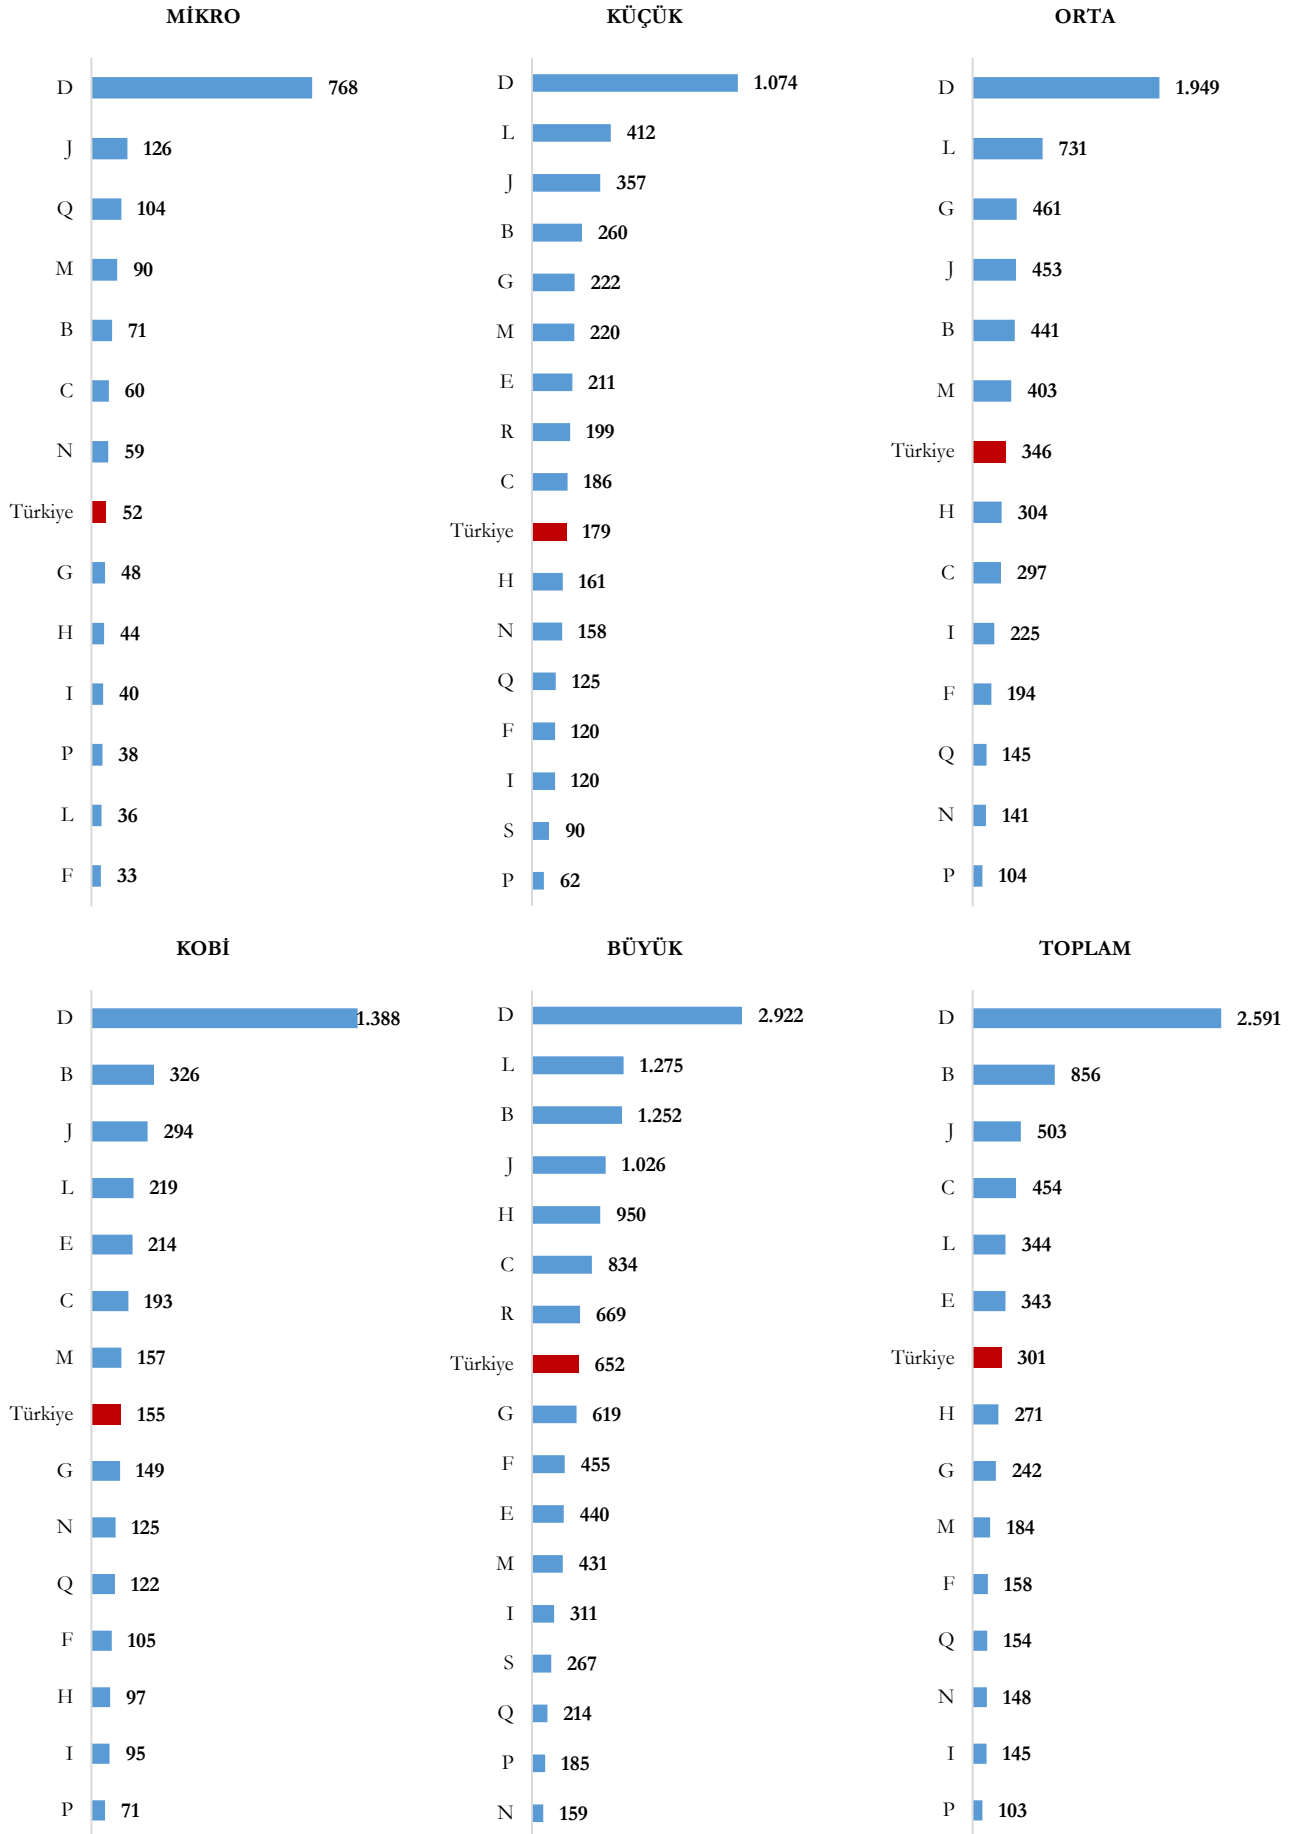 MİKRO
D 768
J 126
Q 104
M 90
B 71
C 60
N 59
Türkiye 52
G 48
H 44
I 40
P 38
L 36
F 33
KÜÇÜK
D 1.074
L 412
J 357
B 260
G 222
M 220
E 211
R 199
C 186
Türkiye 179
H 161
N 158
Q 125
F 120
I 120
S 90
P 62
ORTA
D 1.949
L 731
G 461
J 453
B 441
M 403
Türkiye 346
H 304
C 297
I 225
F 194
Q 145
N 141
P 104
KOBİ
D 1.388
B 326
J 294
L 219
E 214
C 193
M 157
Türkiye 155
G 149
N 125
Q 122
F 105
H 97
I 95
P 71
BÜYÜK
D 2.922
L 1.275
B 1.252
J 1.026
H 950
C 834
R 669
Türkiye 652
G 619
F 455
E 440
M 431
I 311
S 267
Q 214
P 185
N 159
TOPLAM
D 2.591
B 856
J 503
C 454
L 344
E 343
Türkiye 301
H 271
G 242
M 184
F 158
Q 154
N 148
I 145
P 103